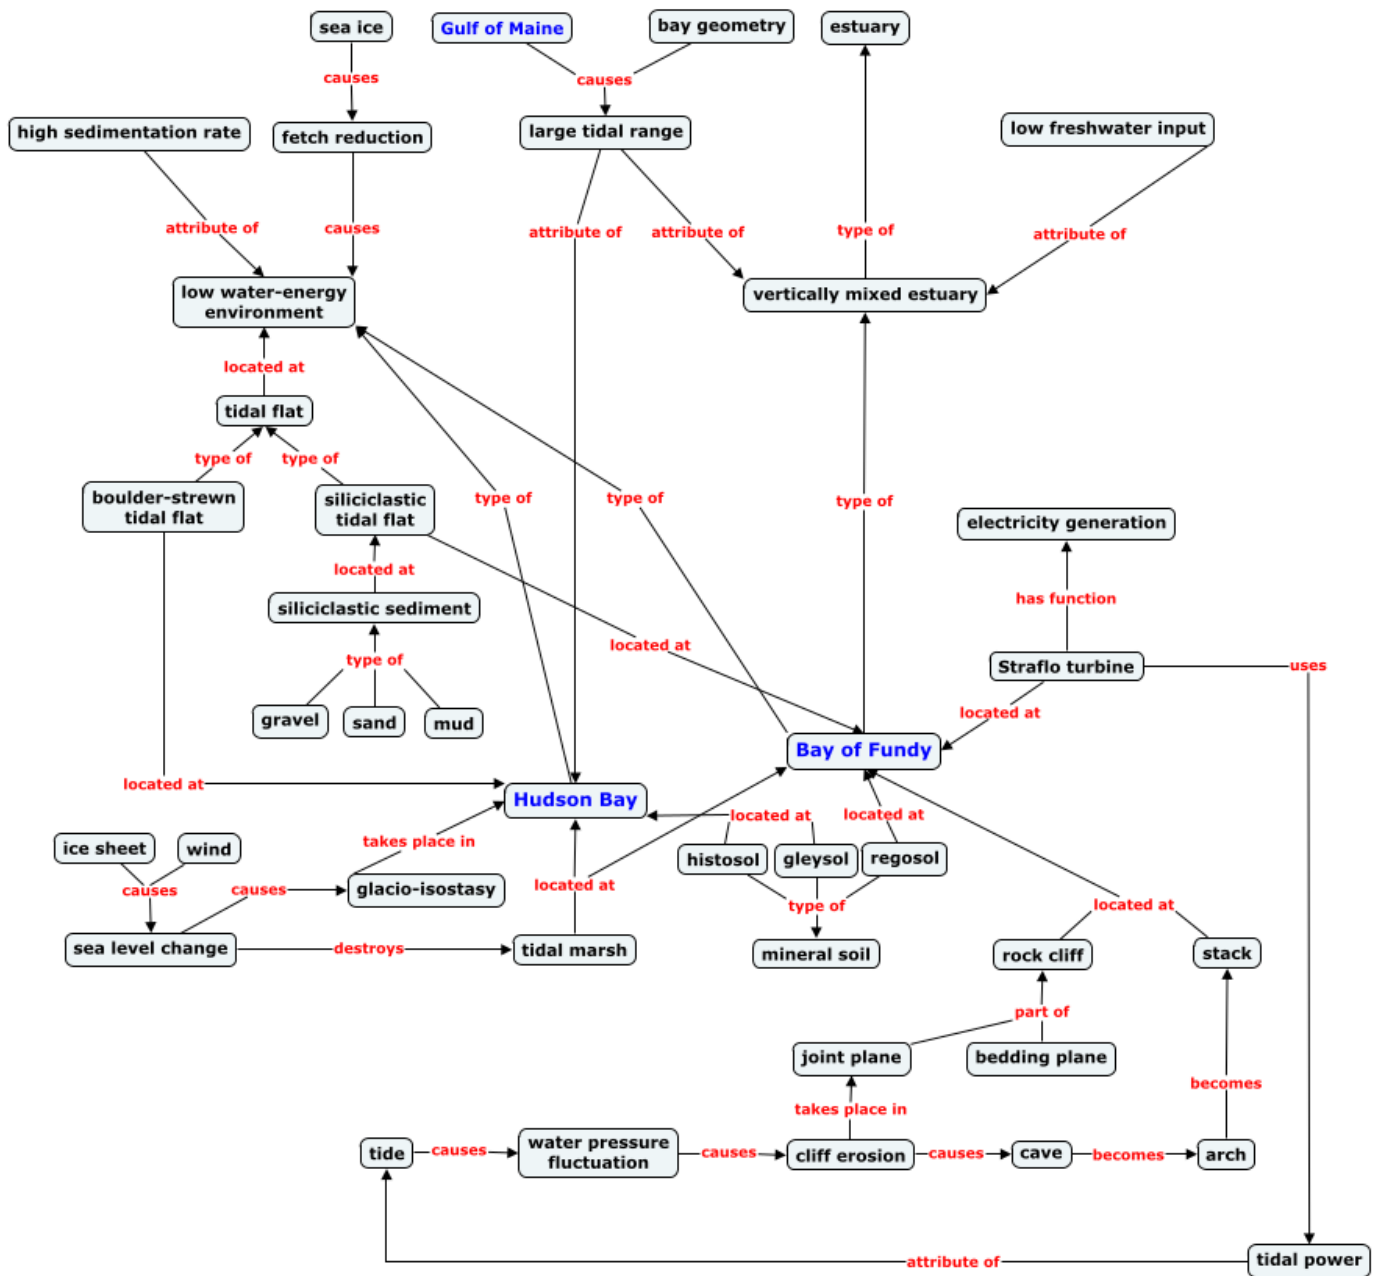 sea ice
Gulf of Maine
bay geometry
estuary
causes
causes
high sedimentation rate
fetch reduction
large tidal range
low freshwater input
attribute of
causes
attribute of
attribute of
type of
attribute of
low water-energy
environment
vertically mixed estuary
located at
tidal flat
type of
type of
boulder-strewn
tidal flat
siliciclastic
tidal flat
type of
type of
type of
electricity generation
located at
siliciclastic sediment
has function
located at
type of
Straflo turbine
uses
gravel
sand
mud
located at
Bay of Fundy
located at
Hudson Bay
located at
located at
ice sheet
wind
takes place in
histosol
gleysol
regosol
causes
causes
glacio-isostasy
located at
type of
located at
sea level change
destroys
tidal marsh
mineral soil
rock cliff
stack
part of
joint plane
bedding plane
becomes
takes place in
tide
causes
water pressure
fluctuation
causes
cliff erosion
causes
cave
becomes
arch
attribute of
tidal power